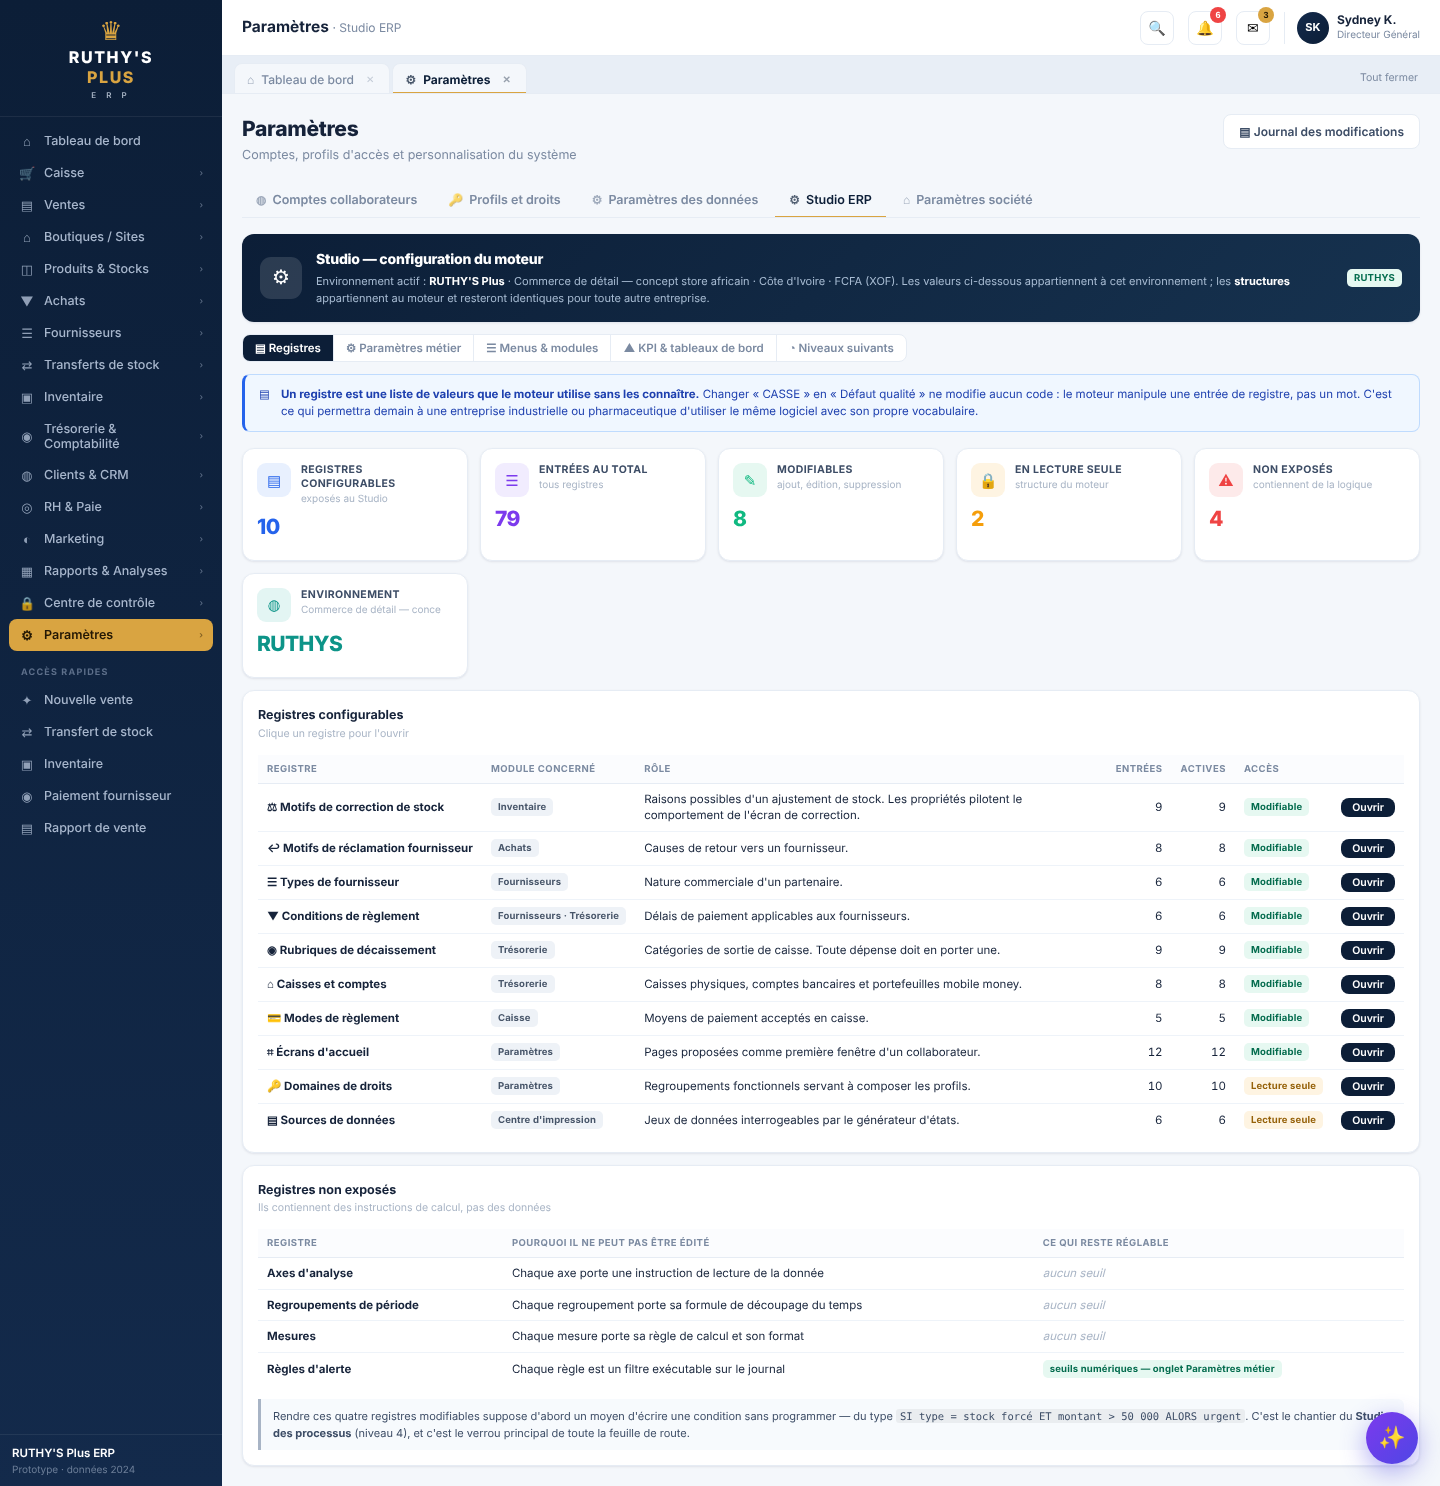 RUTHY'S
PLUS
ERP
Tableau de bord
Caisse
Ventes
Boutiques / Sites
Produits & Stocks
Achats
Fournisseurs
Transferts de stock
Inventaire
Trésorerie &
Comptabilité
Clients & CRM
RH & Paie
Marketing
Rapports & Analyses
Centre de contrôle
Paramètres
ACCÈS RAPIDES
Nouvelle vente
Transfert de stock
Inventaire
Paiement fournisseur
Rapport de vente
RUTHY'S Plus ERP
Prototype · données 2024
Paramètres · Studio ERP
6
3
SK
Sydney K.
Directeur Général
Tableau de bord ×
Paramètres ×
Tout fermer
Paramètres
Comptes, profils d'accès et personnalisation du système
Journal des modifications
Comptes collaborateurs
Profils et droits
Paramètres des données
Studio ERP
Paramètres société
Studio — configuration du moteur
Environnement actif : RUTHY'S Plus · Commerce de détail — concept store africain · Côte d'Ivoire · FCFA (XOF). Les valeurs ci-dessous appartiennent à cet environnement ; les structures
appartiennent au moteur et resteront identiques pour toute autre entreprise.
RUTHYS
Registres
Paramètres métier
Menus & modules
KPI & tableaux de bord
· Niveaux suivants
Un registre est une liste de valeurs que le moteur utilise sans les connaître. Changer « CASSE » en « Défaut qualité » ne modifie aucun code : le moteur manipule une entrée de registre, pas un mot. C'est
ce qui permettra demain à une entreprise industrielle ou pharmaceutique d'utiliser le même logiciel avec son propre vocabulaire.
REGISTRES
CONFIGURABLES
exposés au Studio
10
ENTRÉES AU TOTAL
tous registres
79
MODIFIABLES
ajout, édition, suppression
8
EN LECTURE SEULE
structure du moteur
2
NON EXPOSÉS
contiennent de la logique
4
ENVIRONNEMENT
Commerce de détail — conce
RUTHYS
Registres configurables
Clique un registre pour l'ouvrir
REGISTRE MODULE CONCERNÉ RÔLE ENTRÉES ACTIVES ACCÈS
Motifs de correction de stock Inventaire Raisons possibles d'un ajustement de stock. Les propriétés pilotent le
comportement de l'écran de correction. 9 9 Modifiable Ouvrir
Motifs de réclamation fournisseur Achats Causes de retour vers un fournisseur. 8 8 Modifiable Ouvrir
Types de fournisseur Fournisseurs Nature commerciale d'un partenaire. 6 6 Modifiable Ouvrir
Conditions de règlement Fournisseurs · Trésorerie Délais de paiement applicables aux fournisseurs. 6 6 Modifiable Ouvrir
Rubriques de décaissement Trésorerie Catégories de sortie de caisse. Toute dépense doit en porter une. 9 9 Modifiable Ouvrir
Caisses et comptes Trésorerie Caisses physiques, comptes bancaires et portefeuilles mobile money. 8 8 Modifiable Ouvrir
Modes de règlement Caisse Moyens de paiement acceptés en caisse. 5 5 Modifiable Ouvrir
Écrans d'accueil Paramètres Pages proposées comme première fenêtre d'un collaborateur. 12 12 Modifiable Ouvrir
Domaines de droits Paramètres Regroupements fonctionnels servant à composer les profils. 10 10 Lecture seule Ouvrir
Sources de données Centre d'impression Jeux de données interrogeables par le générateur d'états. 6 6 Lecture seule Ouvrir
Registres non exposés
Ils contiennent des instructions de calcul, pas des données
REGISTRE POURQUOI IL NE PEUT PAS ÊTRE ÉDITÉ CE QUI RESTE RÉGLABLE
Axes d'analyse Chaque axe porte une instruction de lecture de la donnée aucun seuil
Regroupements de période Chaque regroupement porte sa formule de découpage du temps aucun seuil
Mesures Chaque mesure porte sa règle de calcul et son format aucun seuil
Règles d'alerte Chaque règle est un filtre exécutable sur le journal seuils numériques — onglet Paramètres métier
Rendre ces quatre registres modifiables suppose d'abord un moyen d'écrire une condition sans programmer — du type SI type = stock forcé ET montant > 50 000 ALORS urgent. C'est le chantier du
des processus (niveau 4), et c'est le verrou principal de toute la feuille de route.